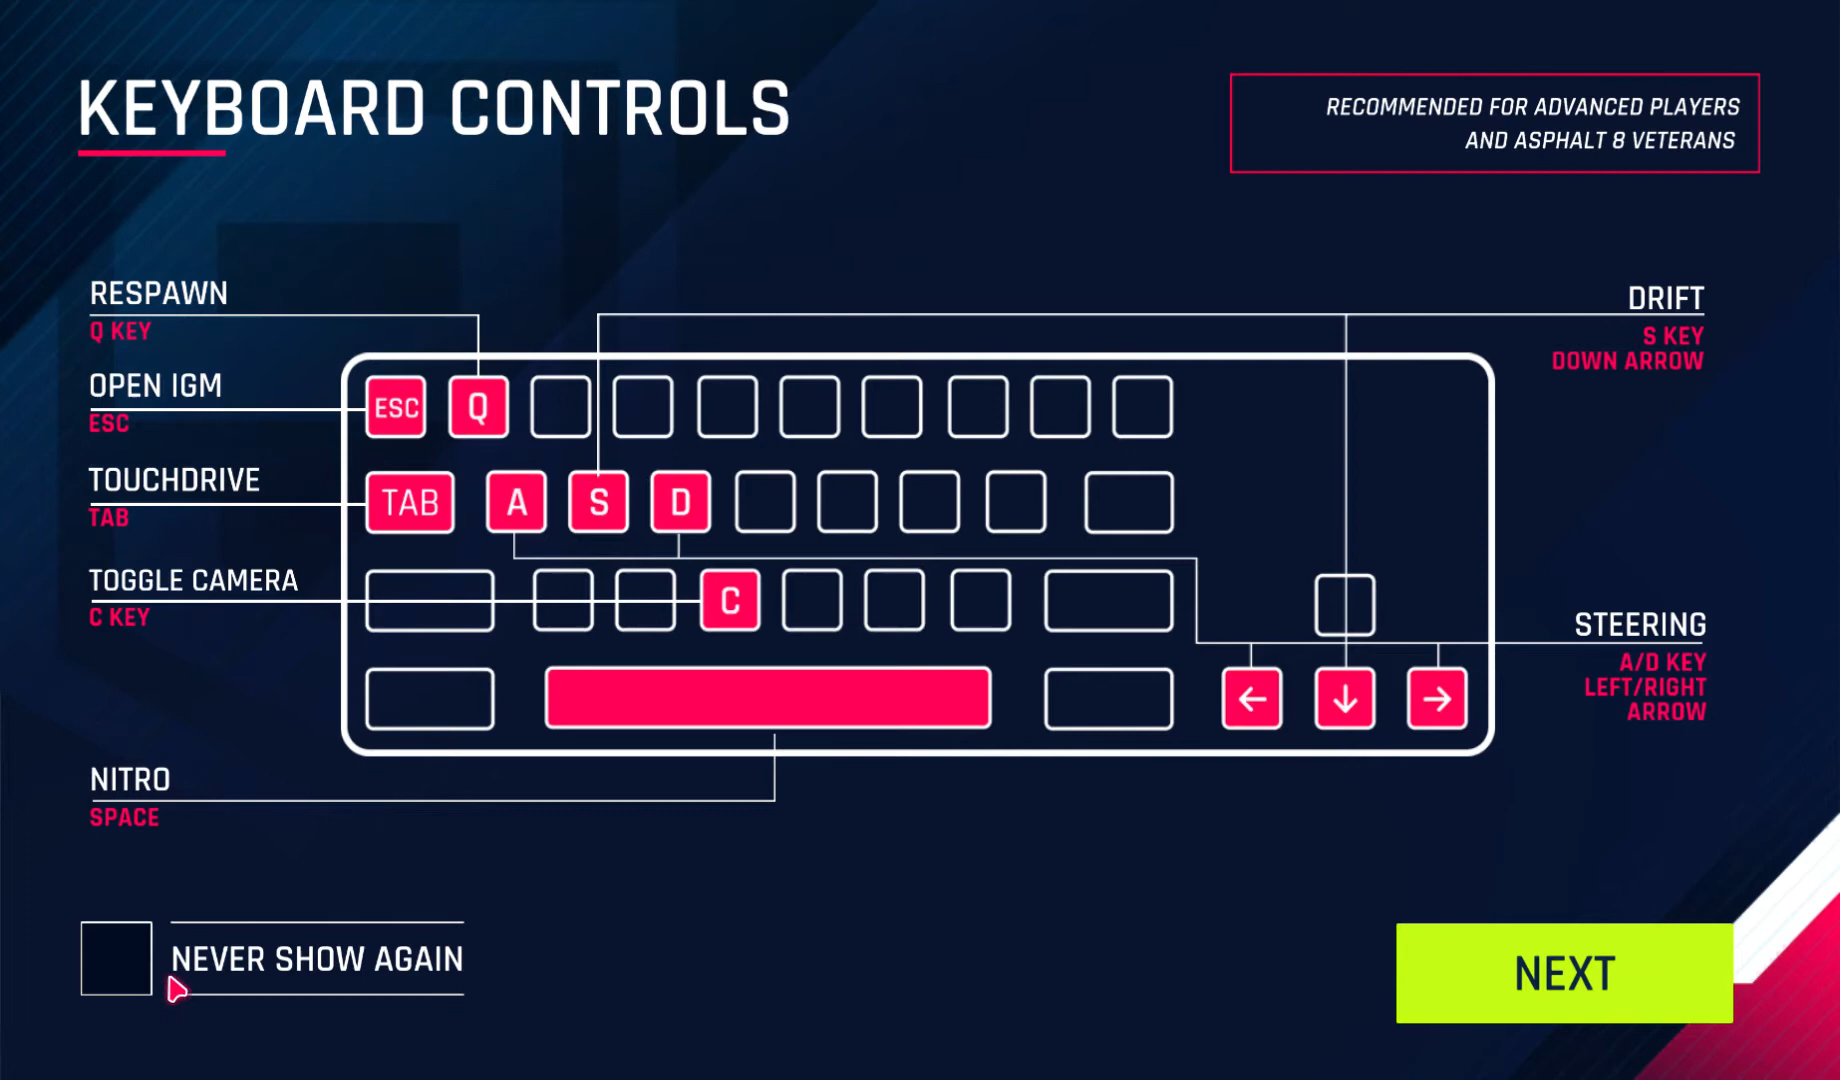 KEYBOARD CONTROLS
RECOMMENDED FOR ADVANCED PLAYERS
AND ASPHALT 8 VETERANS
RESPAWN
Q KEY
OPEN IGM
ESC
TOUCHDRIVE
TAB
TOGGLE CAMERA
C KEY
NITRO
SPACE
ESC Q
TAB A S D
C
← ↓ →
DRIFT
S KEY
DOWN ARROW
STEERING
A/D KEY
LEFT/RIGHT
ARROW
NEVER SHOW AGAIN
NEXT